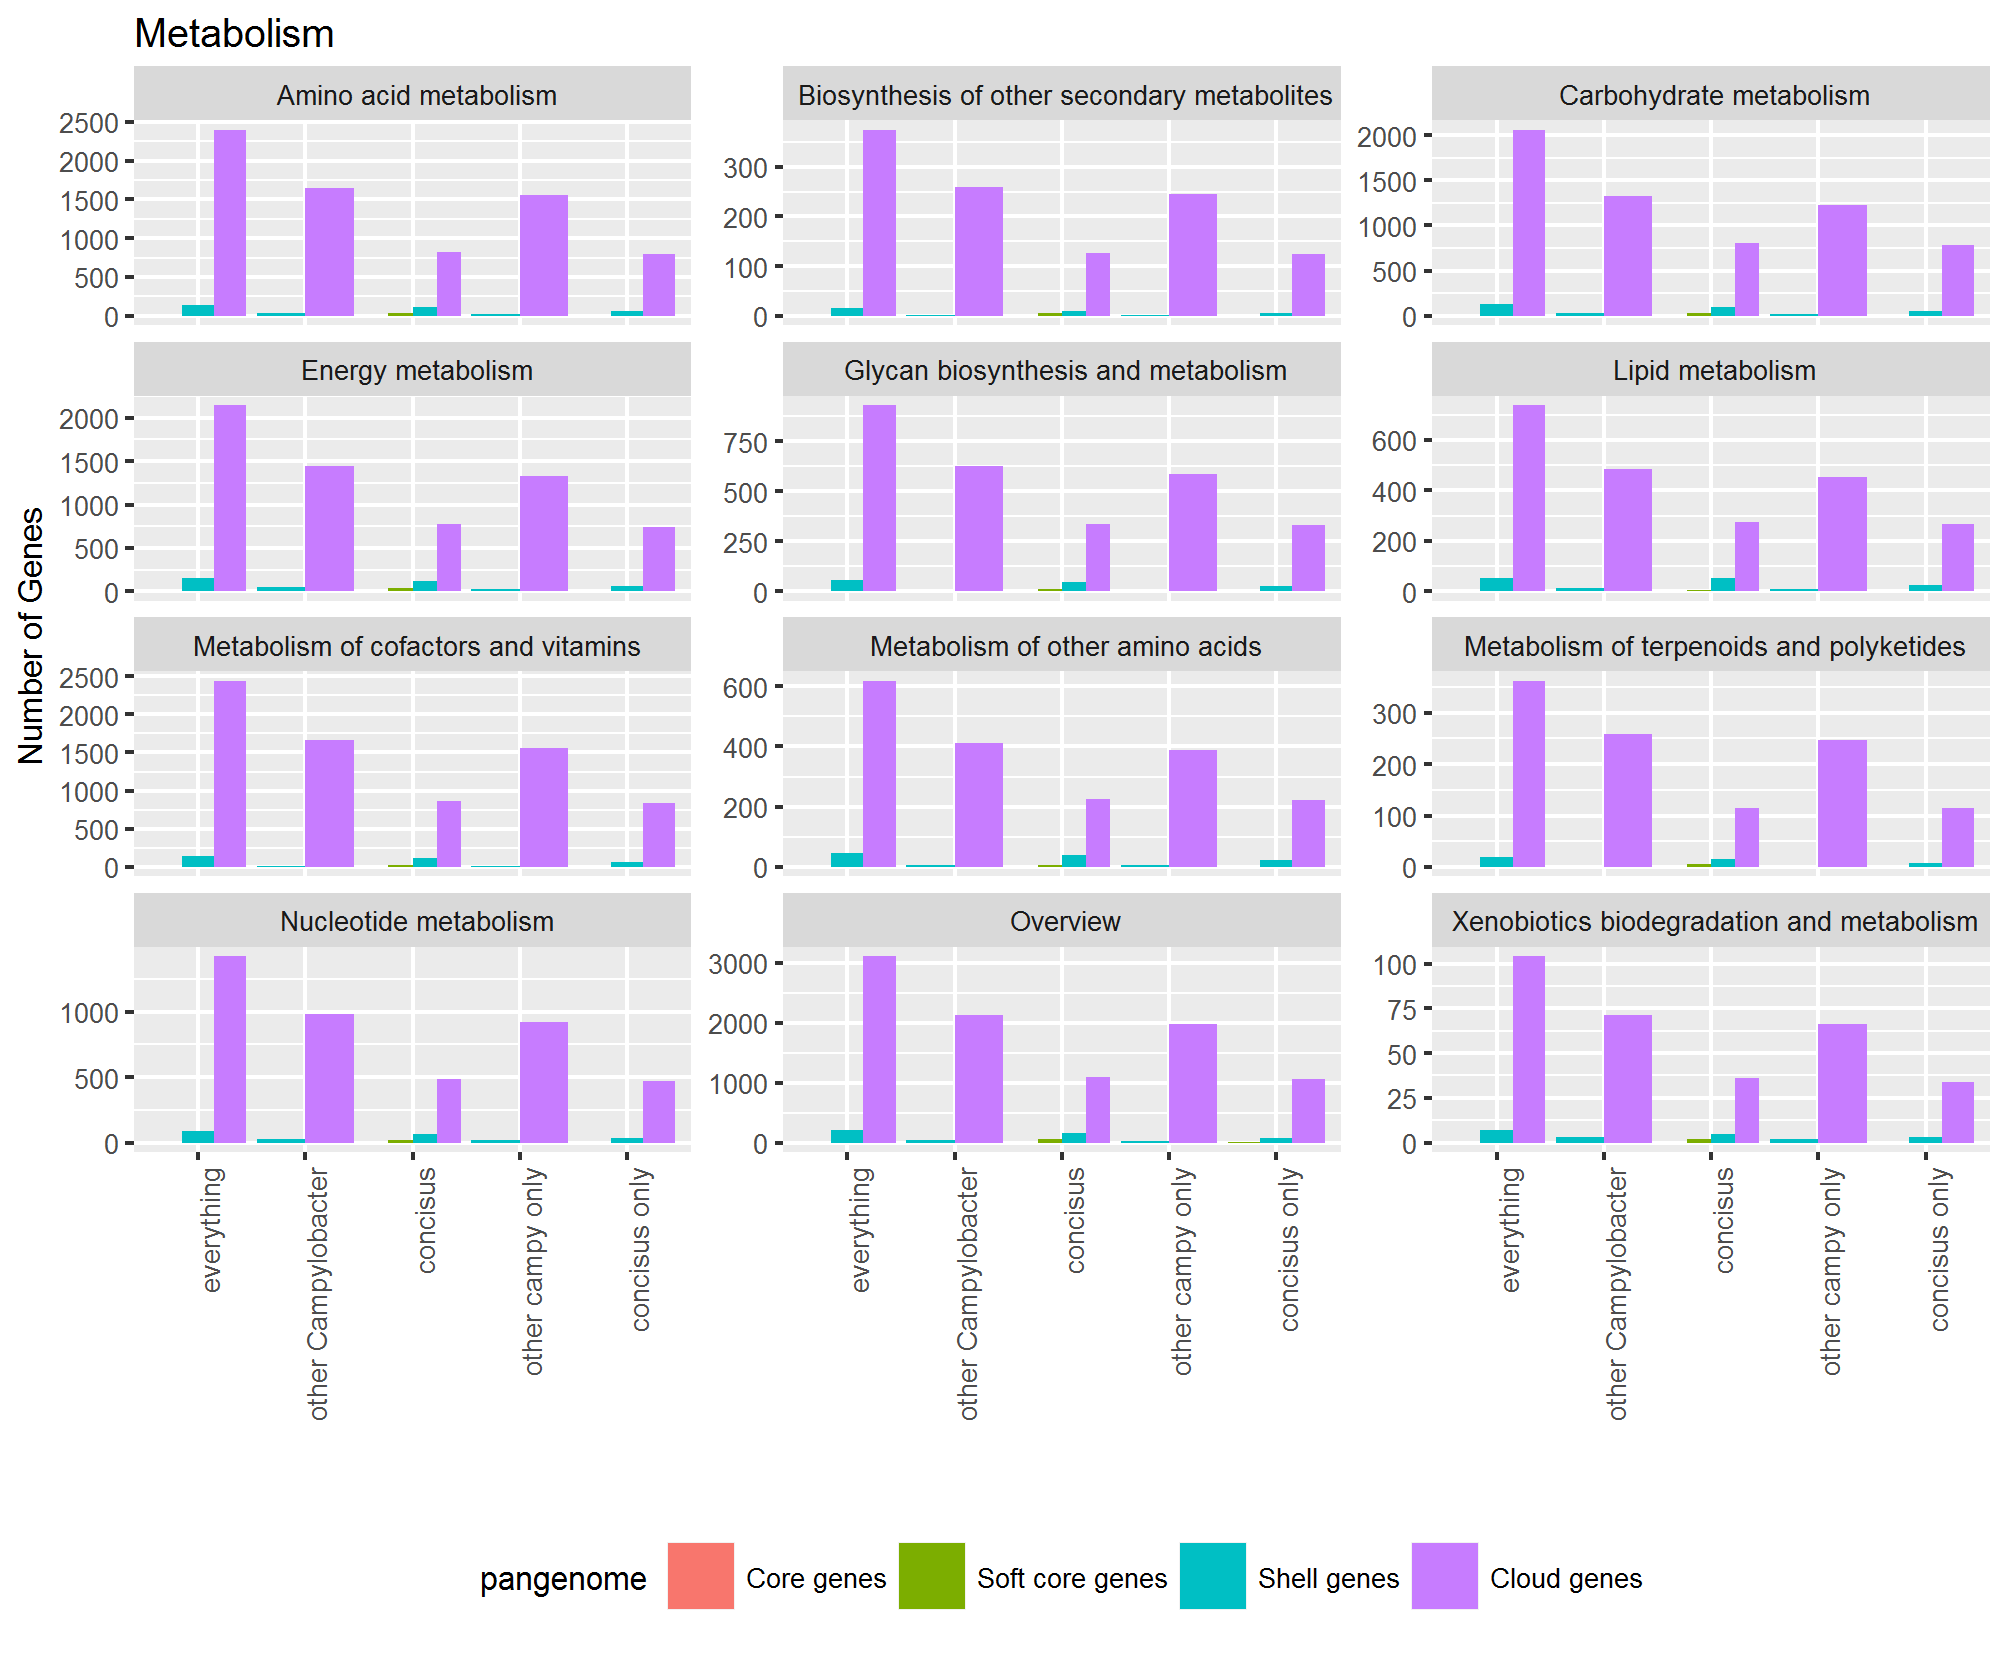 Metabolism
Amino acid metabolism
2500
2000
1500
1000
500
0
Biosynthesis of other secondary metabolites
300
200
100
0
Carbohydrate metabolism
2000
1500
1000
500
0
Energy metabolism
2000
1500
1000
500
0
Glycan biosynthesis and metabolism
750
500
250
0
Lipid metabolism
600
400
200
0
Number of Genes
Metabolism of cofactors and vitamins
2500
2000
1500
1000
500
0
Metabolism of other amino acids
600
400
200
0
Metabolism of terpenoids and polyketides
300
200
100
0
Nucleotide metabolism
1000
500
0
Overview
3000
2000
1000
0
Xenobiotics biodegradation and metabolism
100
75
50
25
0
everything
other Campylobacter
concisus
other campy only
concisus only
everything
other Campylobacter
concisus
other campy only
concisus only
everything
other Campylobacter
concisus
other campy only
concisus only
pangenome Core genes Soft core genes Shell genes Cloud genes